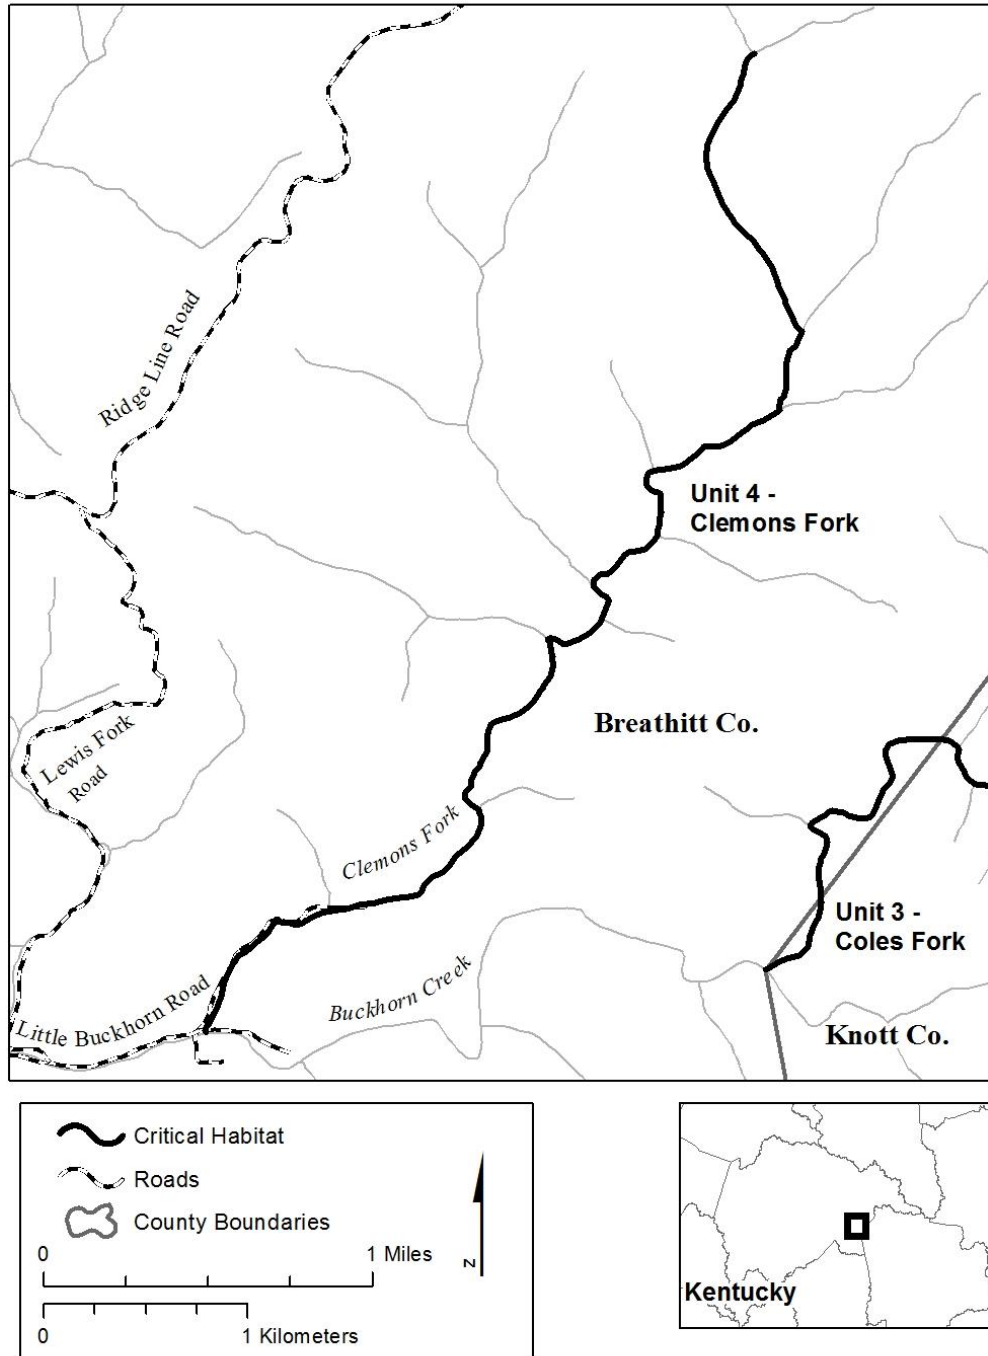 Ridge Line Road
Unit 4 -
Clemons Fork
Breathitt Co.
Lewis Fork
Road
Clemons Fork
Unit 3 -
Coles Fork
Buckhorn Creek
Little Buckhorn Road
Knott Co.
Critical Habitat
Roads
County Boundaries
0 1 Miles
0 1 Kilometers
N
Kentucky